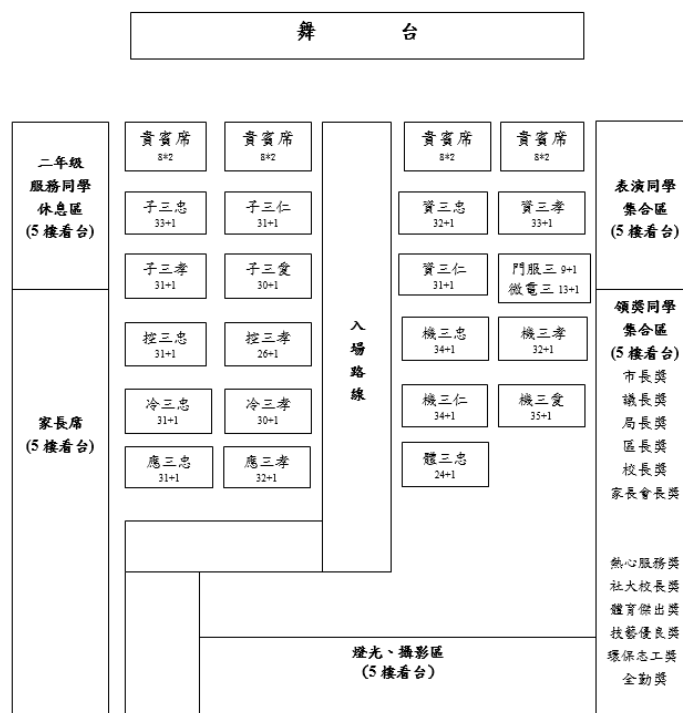 舞 台
二年級
服務同學
休息區
(5 樓看台)
貴賓席
8*2
貴賓席
8*2
貴賓席
8*2
貴賓席
8*2
表演同學
集合區
(5 樓看台)
子三忠
33+1
子三仁
31+1
資三忠
32+1
資三孝
33+1
子三孝
31+1
子三愛
30+1
資三仁
31+1
門服三 9+1
微電三 13+1
入場路線
控三忠
31+1
控三孝
26+1
機三忠
34+1
機三孝
32+1
冷三忠
31+1
冷三孝
30+1
機三仁
34+1
機三愛
35+1
應三忠
31+1
應三孝
32+1
體三忠
24+1
家長席
(5 樓看台)
領獎同學
集合區
(5 樓看台)
市長獎
議長獎
局長獎
區長獎
校長獎
家長會長獎
熱心服務獎
社大校長獎
體育傑出獎
技藝優良獎
環保志工獎
全勤獎
燈光、攝影區
(5 樓看台)